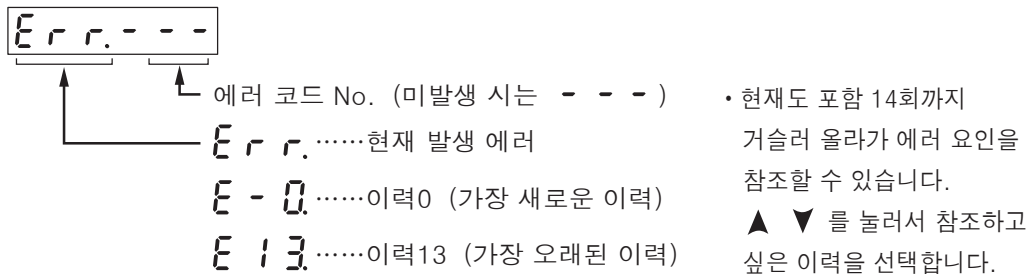 Err.- - -
에러 코드 No. (미발생 시는 - - -)
Err.……현재 발생 에러
E - 0.……이력0 (가장 새로운 이력)
E 1 3.……이력13 (가장 오래된 이력)
• 현재도 포함 14회까지
거슬러 올라가 에러 요인을
참조할 수 있습니다.
▲ ▼ 를 눌러서 참조하고
싶은 이력을 선택합니다.